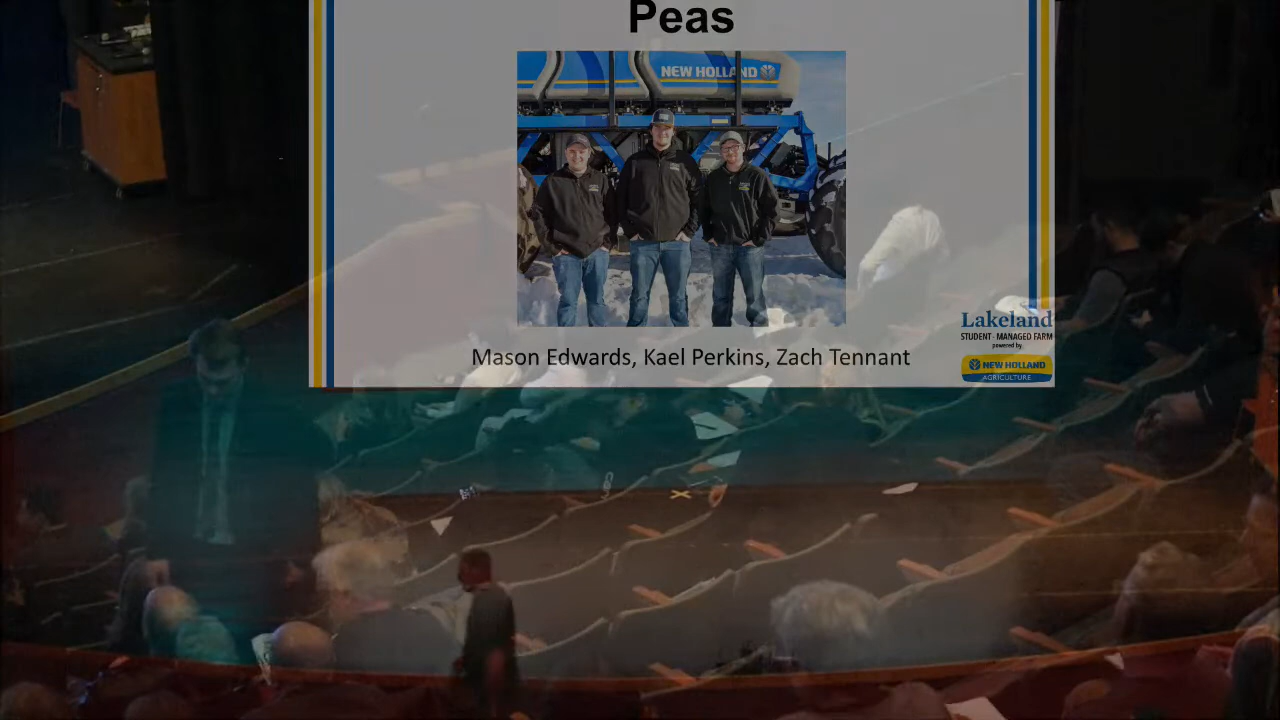 Peas
NEW HOLLAND
Mason Edwards, Kael Perkins, Zach Tennant
Lakeland
STUDENT - MANAGED FARM
powered by:
NEW HOLLAND
AGRICULTURE